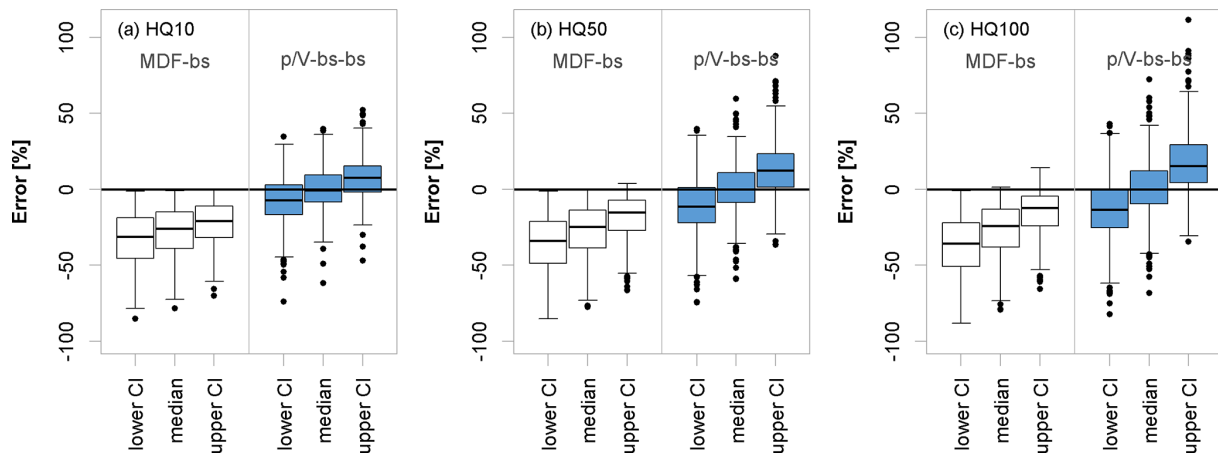 (a) HQ10
MDF-bs
p/V-bs-bs
Error [%]
100
50
0
-50
-100
lower CI
median
upper CI
lower CI
median
upper CI
(b) HQ50
MDF-bs
p/V-bs-bs
Error [%]
100
50
0
-50
-100
lower CI
median
upper CI
lower CI
median
upper CI
(c) HQ100
MDF-bs
p/V-bs-bs
Error [%]
100
50
0
-50
-100
lower CI
median
upper CI
lower CI
median
upper CI